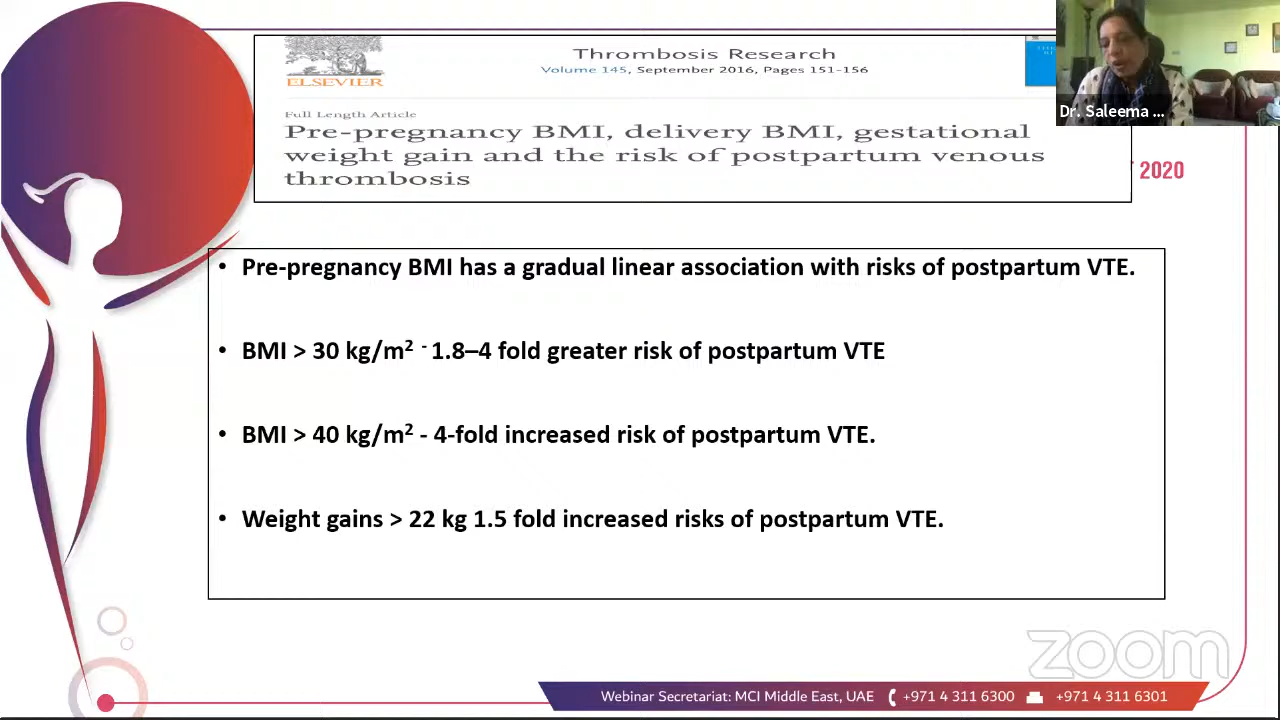 ELSEVIER
Thrombosis Research
Volume 145, September 2016, Pages 151-156
Full Length Article
Pre-pregnancy BMI, delivery BMI, gestational
weight gain and the risk of postpartum venous
thrombosis
Dr. Saleema ...
2020
• Pre-pregnancy BMI has a gradual linear association with risks of postpartum VTE.
• BMI > 30 kg/m² - 1.8–4 fold greater risk of postpartum VTE
• BMI > 40 kg/m² - 4-fold increased risk of postpartum VTE.
• Weight gains > 22 kg 1.5 fold increased risks of postpartum VTE.
zoom
Webinar Secretariat: MCI Middle East, UAE +971 4 311 6300 +971 4 311 6301